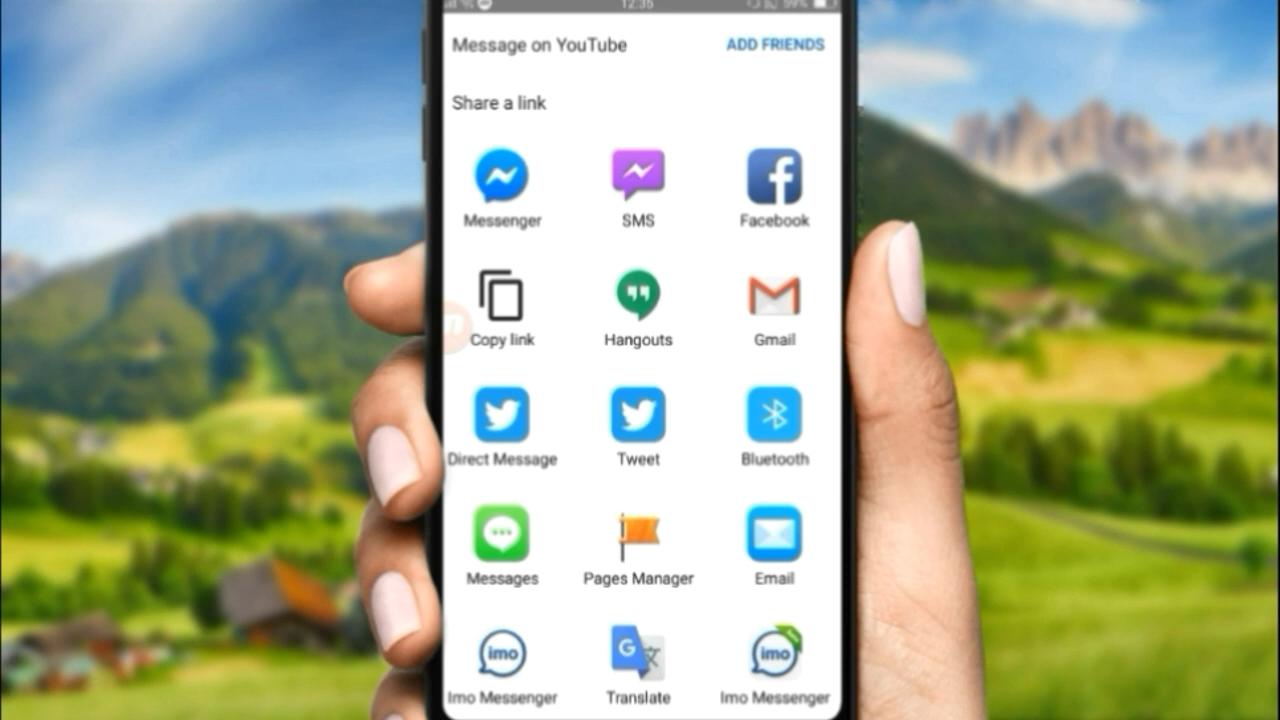 12:35 59%
Message on YouTube ADD FRIENDS
Share a link
Messenger SMS Facebook
Copy link Hangouts Gmail
Direct Message Tweet Bluetooth
Messages Pages Manager Email
imo G imo
Imo Messenger Translate Imo Messenger